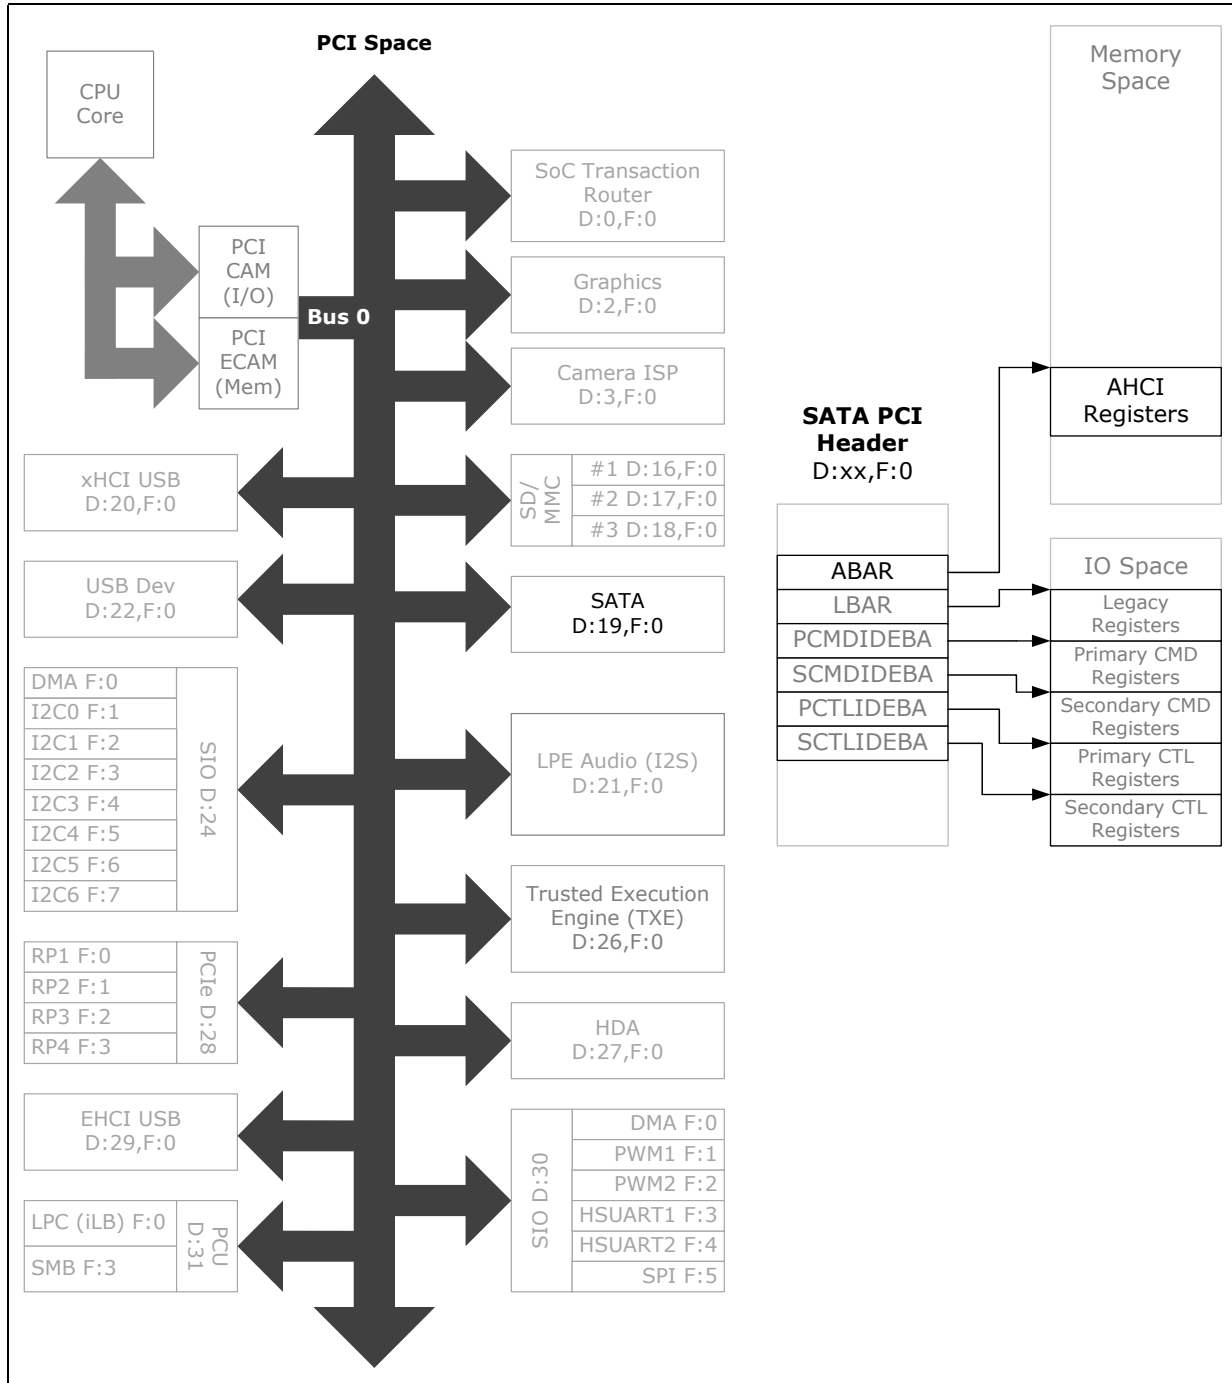 PCI Space
CPU
Core
PCI
CAM
(I/O)
PCI
ECAM
(Mem)
Bus 0
SoC Transaction
Router
D:0,F:0
Graphics
D:2,F:0
Camera ISP
D:3,F:0
xHCI USB
D:20,F:0
SD/
MMC
#1 D:16,F:0
#2 D:17,F:0
#3 D:18,F:0
USB Dev
D:22,F:0
SATA
D:19,F:0
DMA F:0
I2C0 F:1
I2C1 F:2
I2C2 F:3
I2C3 F:4
I2C4 F:5
I2C5 F:6
I2C6 F:7
SIO D:24
LPE Audio (I2S)
D:21,F:0
Trusted Execution
Engine (TXE)
D:26,F:0
RP1 F:0
RP2 F:1
RP3 F:2
RP4 F:3
PCIe D:28
HDA
D:27,F:0
EHCI USB
D:29,F:0
SIO D:30
DMA F:0
PWM1 F:1
PWM2 F:2
HSUART1 F:3
HSUART2 F:4
SPI F:5
LPC (iLB) F:0
SMB F:3
PCU
D:31
SATA PCI
Header
D:xx,F:0
ABAR
LBAR
PCMDIDEBA
SCMDIDEBA
PCTLIDEBA
SCTLIDEBA
Memory
Space
AHCI
Registers
IO Space
Legacy
Registers
Primary CMD
Registers
Secondary CMD
Registers
Primary CTL
Registers
Secondary CTL
Registers